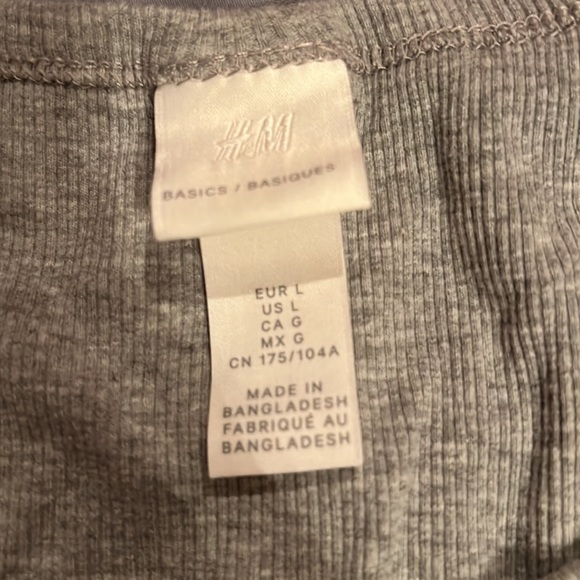 H&M
BASICS / BASIQUES
EUR L
US L
CA G
MX G
CN 175/104A
MADE IN
BANGLADESH
FABRIQUÉ AU
BANGLADESH